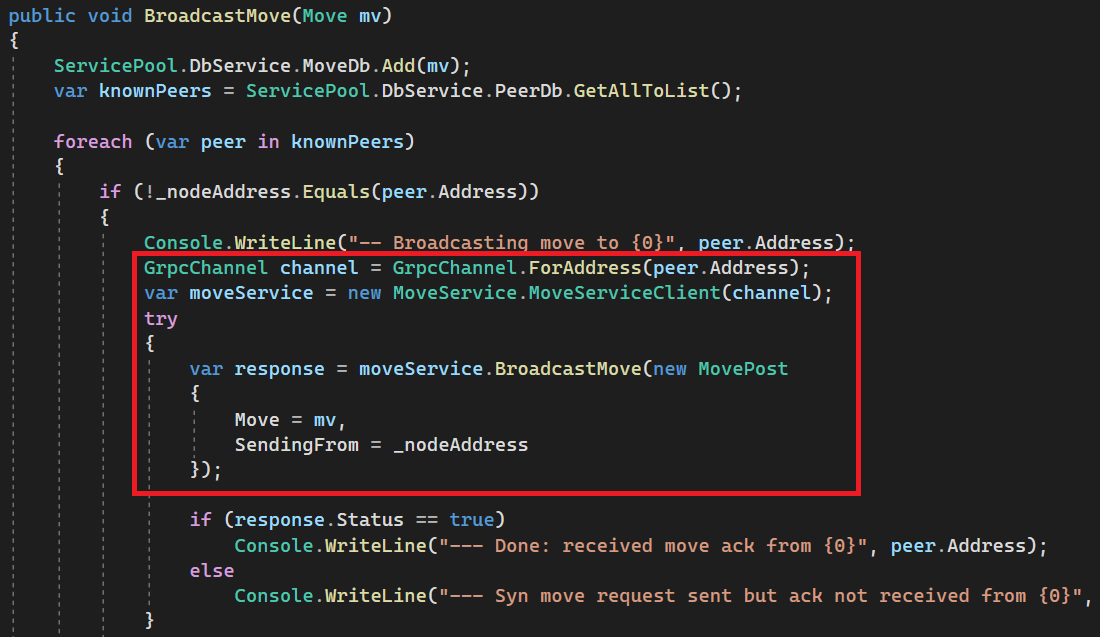 public void BroadcastMove(Move mv)
{
    ServicePool.DbService.MoveDb.Add(mv);
    var knownPeers = ServicePool.DbService.PeerDb.GetAllToList();
    foreach (var peer in knownPeers)
    {
        if (!_nodeAddress.Equals(peer.Address))
        {
            Console.WriteLine("-- Broadcasting move to {0}", peer.Address);
            GrpcChannel channel = GrpcChannel.ForAddress(peer.Address);
            var moveService = new MoveService.MoveServiceClient(channel);
            try
            {
                var response = moveService.BroadcastMove(new MovePost
                {
                    Move = mv,
                    SendingFrom = _nodeAddress
                });
                if (response.Status == true)
                    Console.WriteLine("--- Done: received move ack from {0}", peer.Address);
                else
                    Console.WriteLine("--- Syn move request sent but ack not received from {0}",
            }